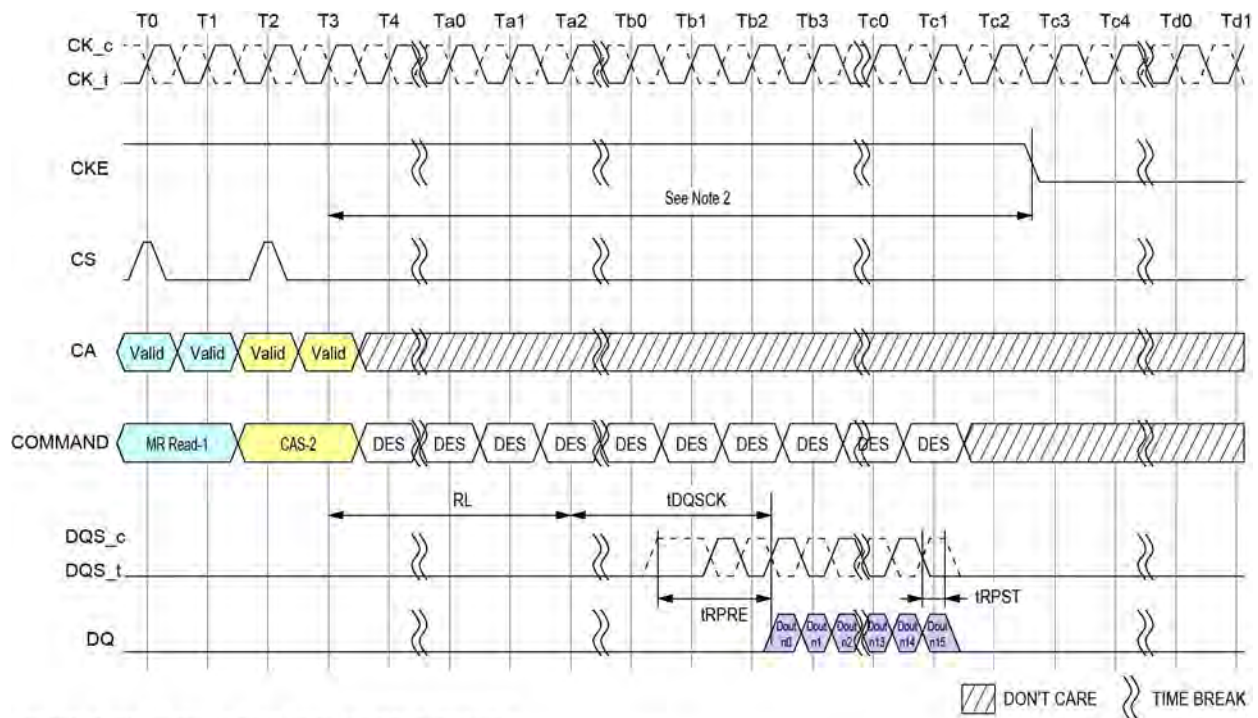 T0 T1 T2 T3 T4 Ta0 Ta1 Ta2 Tb0 Tb1 Tb2 Tb3 Tc0 Tc1 Tc2 Tc3 Tc4 Td0 Td1
CK_c
CK_t
CKE
See Note 2
CS
CA Valid Valid Valid Valid
COMMAND MR Read-1 CAS-2 DES DES DES DES DES DES DES DES DES DES
RL tDQSCK
DQS_c
DQS_t
tRPRE tRPST
DQ Dout n0 Dout n1 Dout n2 Dout n13 Dout n14 Dout n15
DON'T CARE TIME BREAK